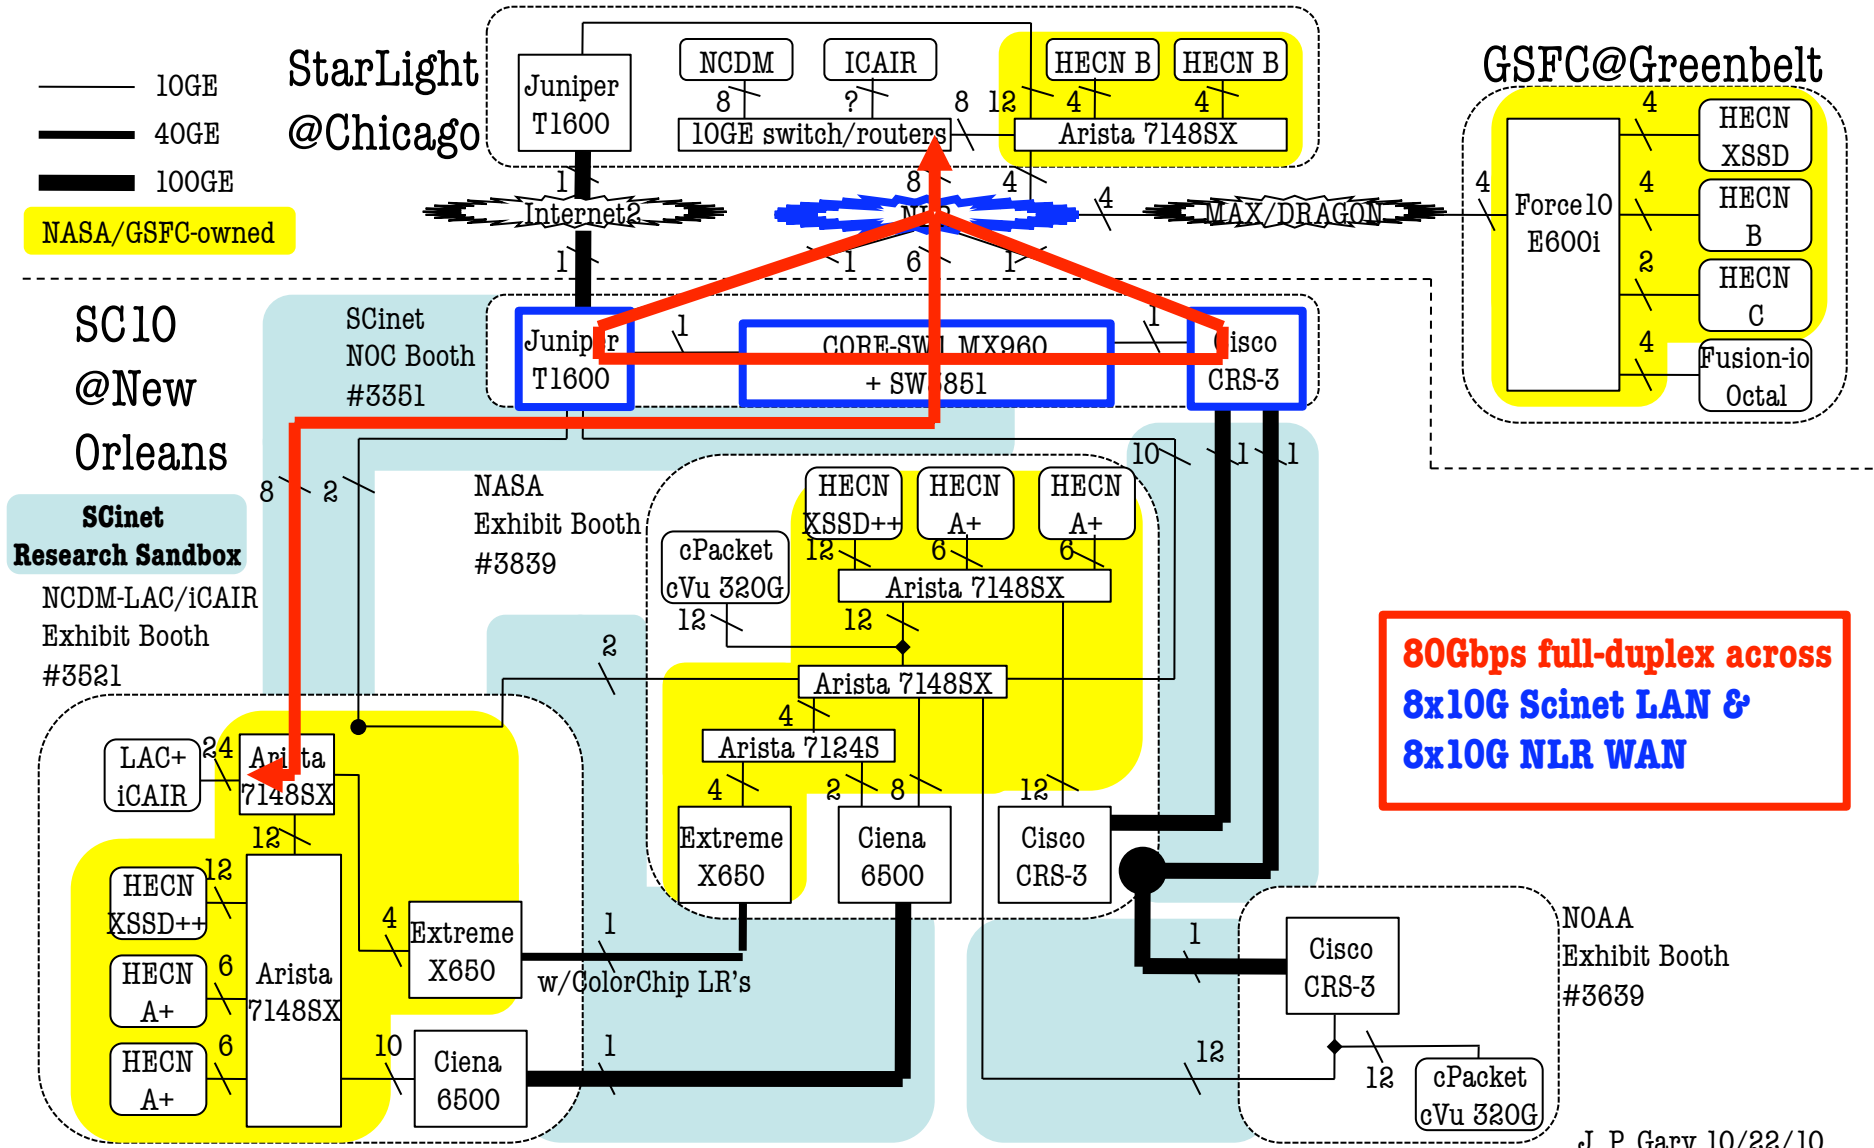 10GE
40GE
100GE
NASA/GSFC-owned
StarLight
@Chicago
Juniper
T1600
NCDM
8
ICAIR
?
10GE switch/routers
8
12
HECN B
4
HECN B
4
Arista 7148SX
GSFC@Greenbelt
Force10
E600i
4
HECN
XSSD
4
HECN
B
2
HECN
C
4
Fusion-io
Octal
1
Internet2
1
8
4
4
MAX/DRAGON
4
1
6
1
SC10
@New
Orleans
SCinet
NOC Booth
#3351
Juniper
T1600
1
CORE-SW1 MX960
+ SW5851
1
Cisco
CRS-3
8
2
10
1
1
SCinet
Research Sandbox
NCDM-LAC/iCAIR
Exhibit Booth
#3521
NASA
Exhibit Booth
#3839
cPacket
cVu 320G
12
HECN
XSSD++
12
HECN
A+
6
HECN
A+
6
Arista 7148SX
12
2
Arista 7148SX
4
Arista 7124S
4
2
8
12
Extreme
X650
Ciena
6500
Cisco
CRS-3
80Gbps full-duplex across
8x10G Scinet LAN &
8x10G NLR WAN
LAC+
iCAIR
24
Arista
7148SX
12
HECN
XSSD++
12
HECN
A+
6
HECN
A+
6
Arista
7148SX
4
Extreme
X650
1
w/ColorChip LR's
10
Ciena
6500
1
1
Cisco
CRS-3
12
12
cPacket
cVu 320G
NOAA
Exhibit Booth
#3639
J. P. Gary 10/22/10